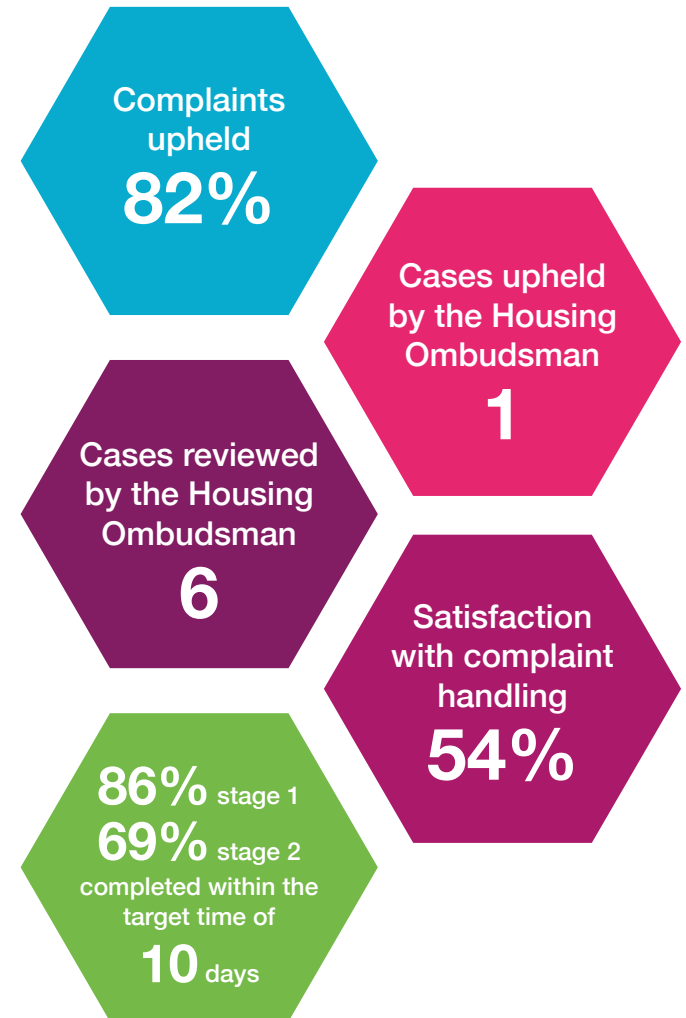 Complaints
upheld
82%
Cases upheld
by the Housing
Ombudsman
1
Cases reviewed
by the Housing
Ombudsman
6
Satisfaction
with complaint
handling
54%
86% stage 1
69% stage 2
completed within the
target time of
10 days